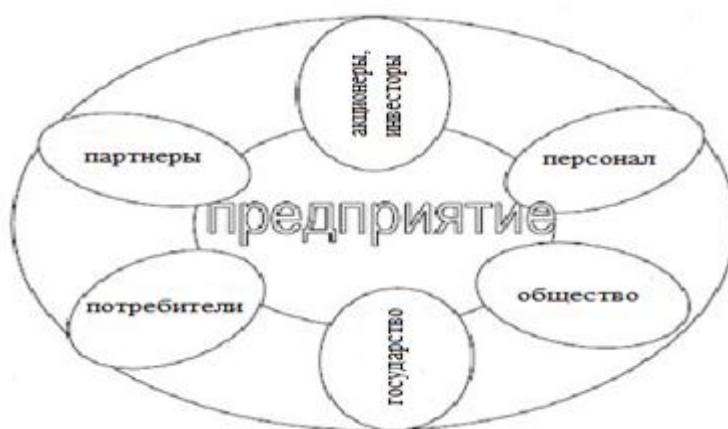 акционеры,
инвесторы
партнеры
персонал
предприятие
потребители
общество
государство